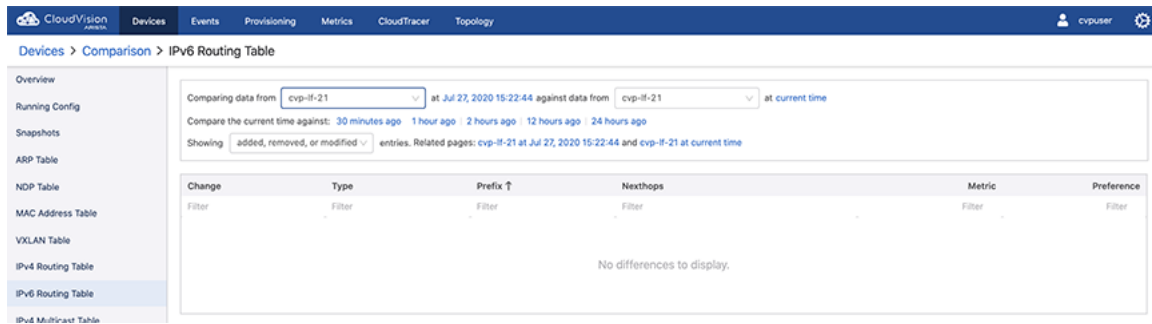 CloudVision Devices Events Provisioning Metrics CloudTracer Topology cvpuser
ARISTA
Devices > Comparison > IPv6 Routing Table
Overview
Running Config
Snapshots
ARP Table
NDP Table
MAC Address Table
VXLAN Table
IPv4 Routing Table
IPv6 Routing Table
IPv4 Multicast Table
Comparing data from cvp-lf-21 at Jul 27, 2020 15:22:44 against data from cvp-lf-21 at current time
Compare the current time against: 30 minutes ago 1 hour ago 2 hours ago 12 hours ago 24 hours ago
Showing added, removed, or modified entries. Related pages: cvp-lf-21 at Jul 27, 2020 15:22:44 and cvp-lf-21 at current time
Change Type Prefix ↑ Nexthops Metric Preference
Filter Filter Filter Filter Filter Filter
No differences to display.